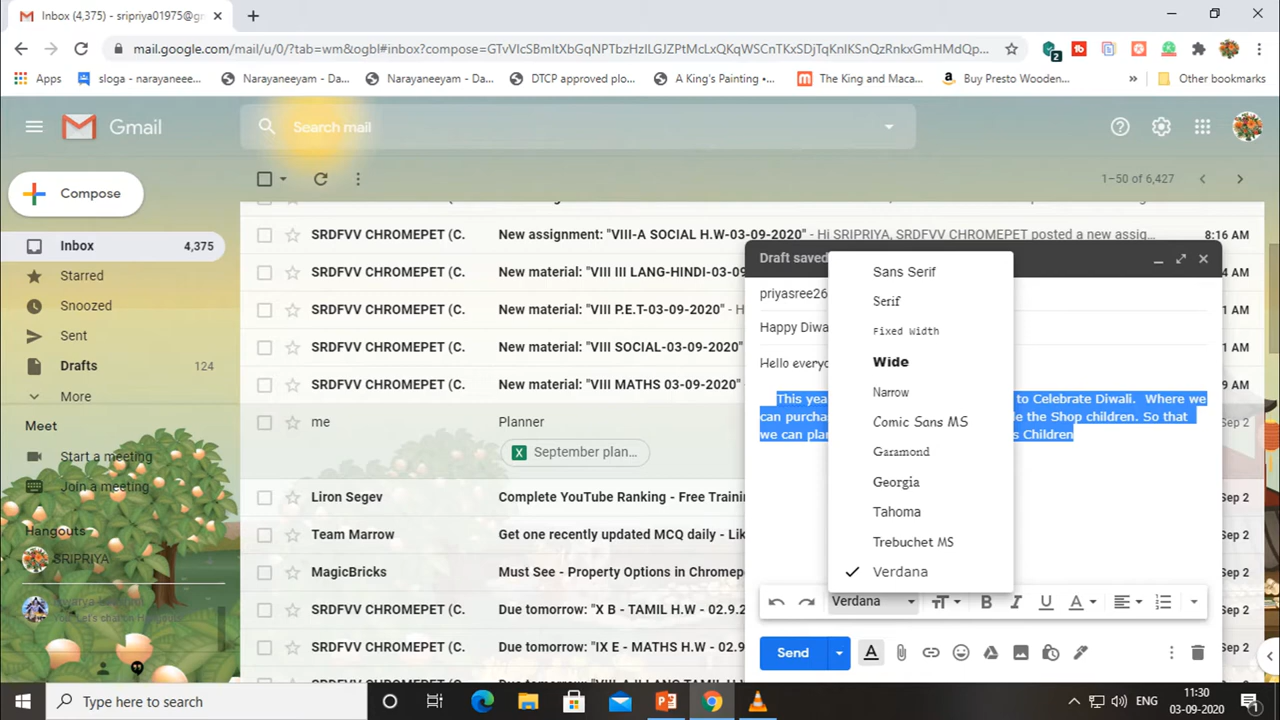 Inbox (4,375) - sripriya01975@g
mail.google.com/mail/u/0/?tab=wm&ogbl#inbox?compose=GTvVlcSBmltXbGqNPTbzHzILGJZPtMcLxQKqWSCnTKxSDjTqKnlKSnQzRnkxGmHMdQp...
Apps sloga - narayaneee... Narayaneeyam - Da... Narayaneeyam - Da... DTCP approved plo... A King's Painting •... The King and Maca... Buy Presto Wooden... » Other bookmarks
Gmail
Search mail
Compose
1–50 of 6,427
Inbox 4,375
Starred
Snoozed
Sent
Drafts 124
More
Meet
Start a meeting
Join a meeting
Hangouts
SRIPRIYA
SRDFVV CHROMEPET (C. New assignment: "VIII-A SOCIAL H.W-03-09-2020" - Hi SRIPRIYA, SRDFVV CHROMEPET posted a new assig... 8:16 AM
SRDFVV CHROMEPET (C. New material: "VIII III LANG-HINDI-03-09-2020
SRDFVV CHROMEPET (C. New material: "VIII P.E.T-03-09-2020" - H
SRDFVV CHROMEPET (C. New material: "VIII SOCIAL-03-09-2020"
SRDFVV CHROMEPET (C. New material: "VIII MATHS 03-09-2020"
me Planner
September plan...
Liron Segev Complete YouTube Ranking - Free Trainin Sep 2
Team Marrow Get one recently updated MCQ daily - Lik Sep 2
MagicBricks Must See - Property Options in Chromep Sep 2
SRDFVV CHROMEPET (C. Due tomorrow: "X B - TAMIL H.W - 02.9.2 Sep 2
SRDFVV CHROMEPET (C. Due tomorrow: "IX E - MATHS H.W - 02.9 Sep 2
Draft saved
priyasree26
Happy Diwa
Hello everyo
This yea to Celebrate Diwali. Where we
can purcha le the Shop children. So that
we can plan s Children
Sans Serif
Serif
Fixed Width
Wide
Narrow
Comic Sans MS
Garamond
Georgia
Tahoma
Trebuchet MS
Verdana
Verdana
Send
Type here to search
ENG
11:30
03-09-2020